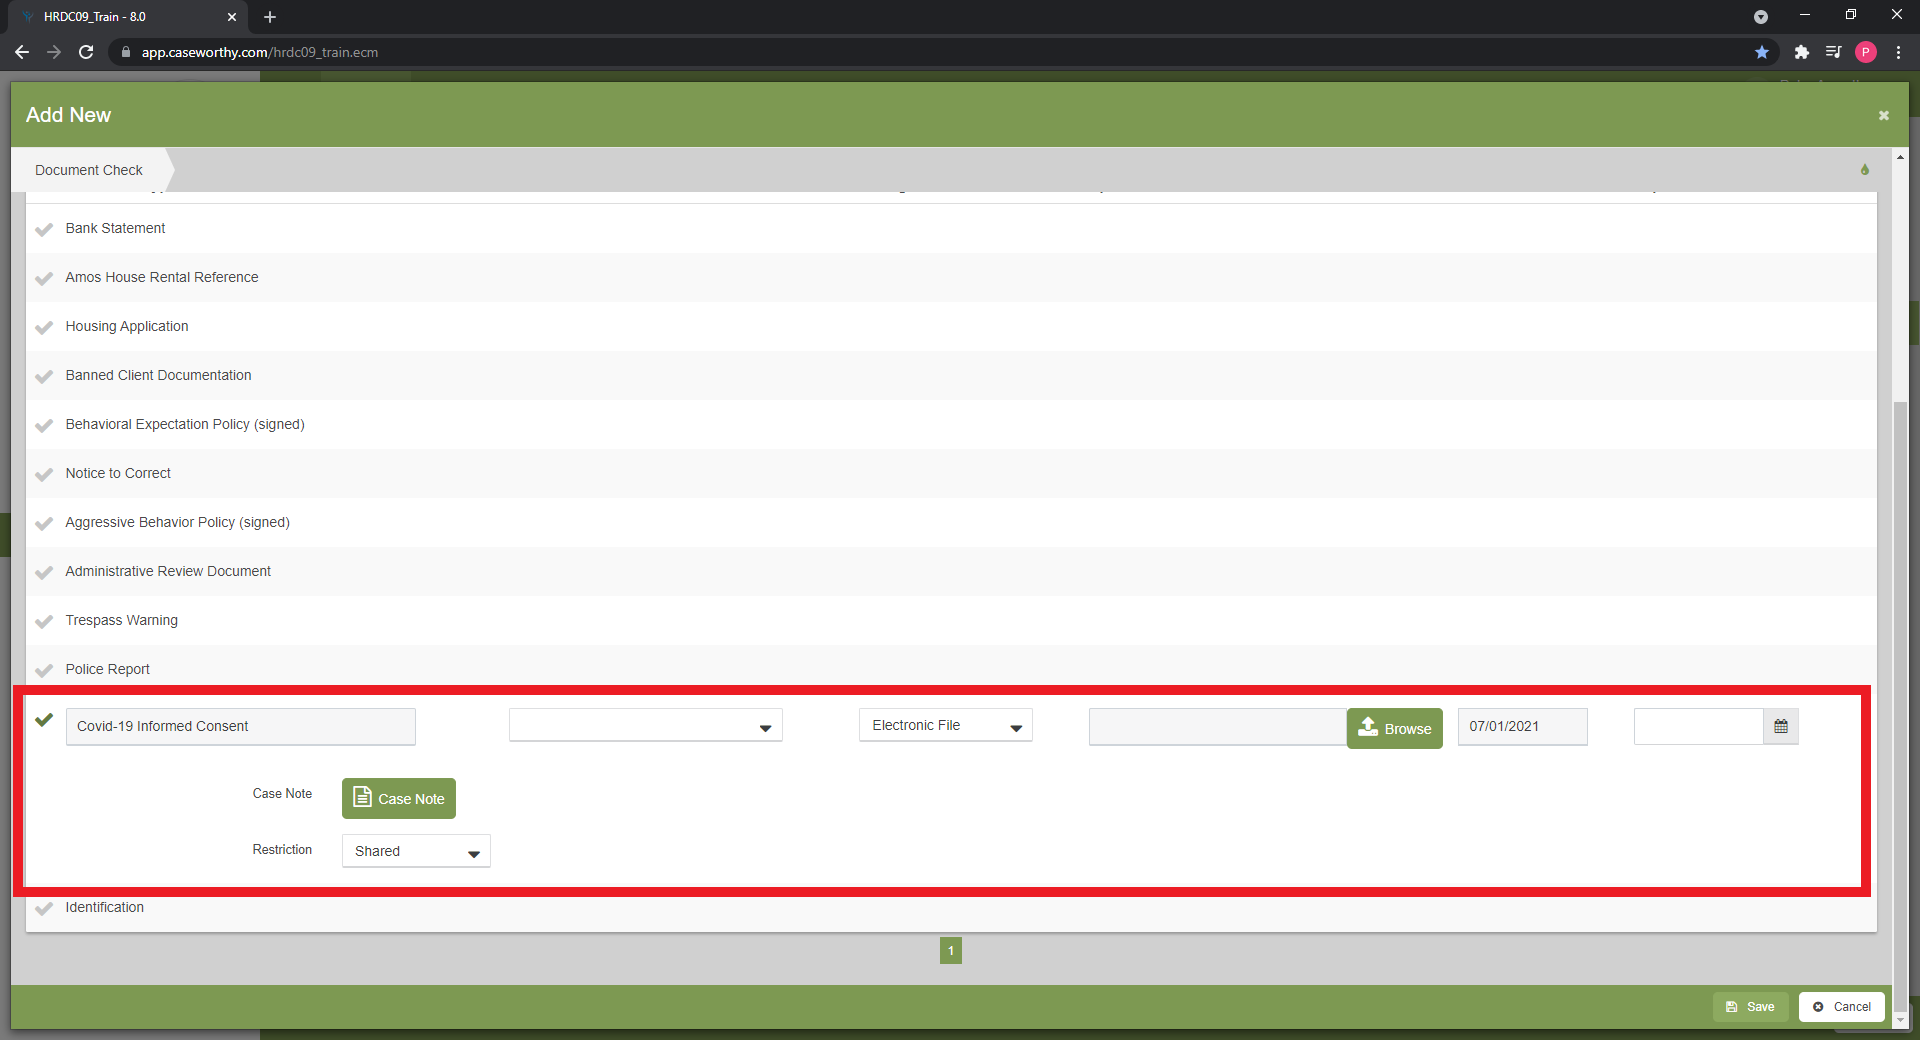 HRDC09_Train - 8.0
app.caseworthy.com/hrdc09_train.ecm
P
Add New
Document Check
Bank Statement
Amos House Rental Reference
Housing Application
Banned Client Documentation
Behavioral Expectation Policy (signed)
Notice to Correct
Aggressive Behavior Policy (signed)
Administrative Review Document
Trespass Warning
Police Report
Covid-19 Informed Consent Electronic File Browse 07/01/2021
Case Note Case Note
Restriction Shared
Identification
1
Save Cancel